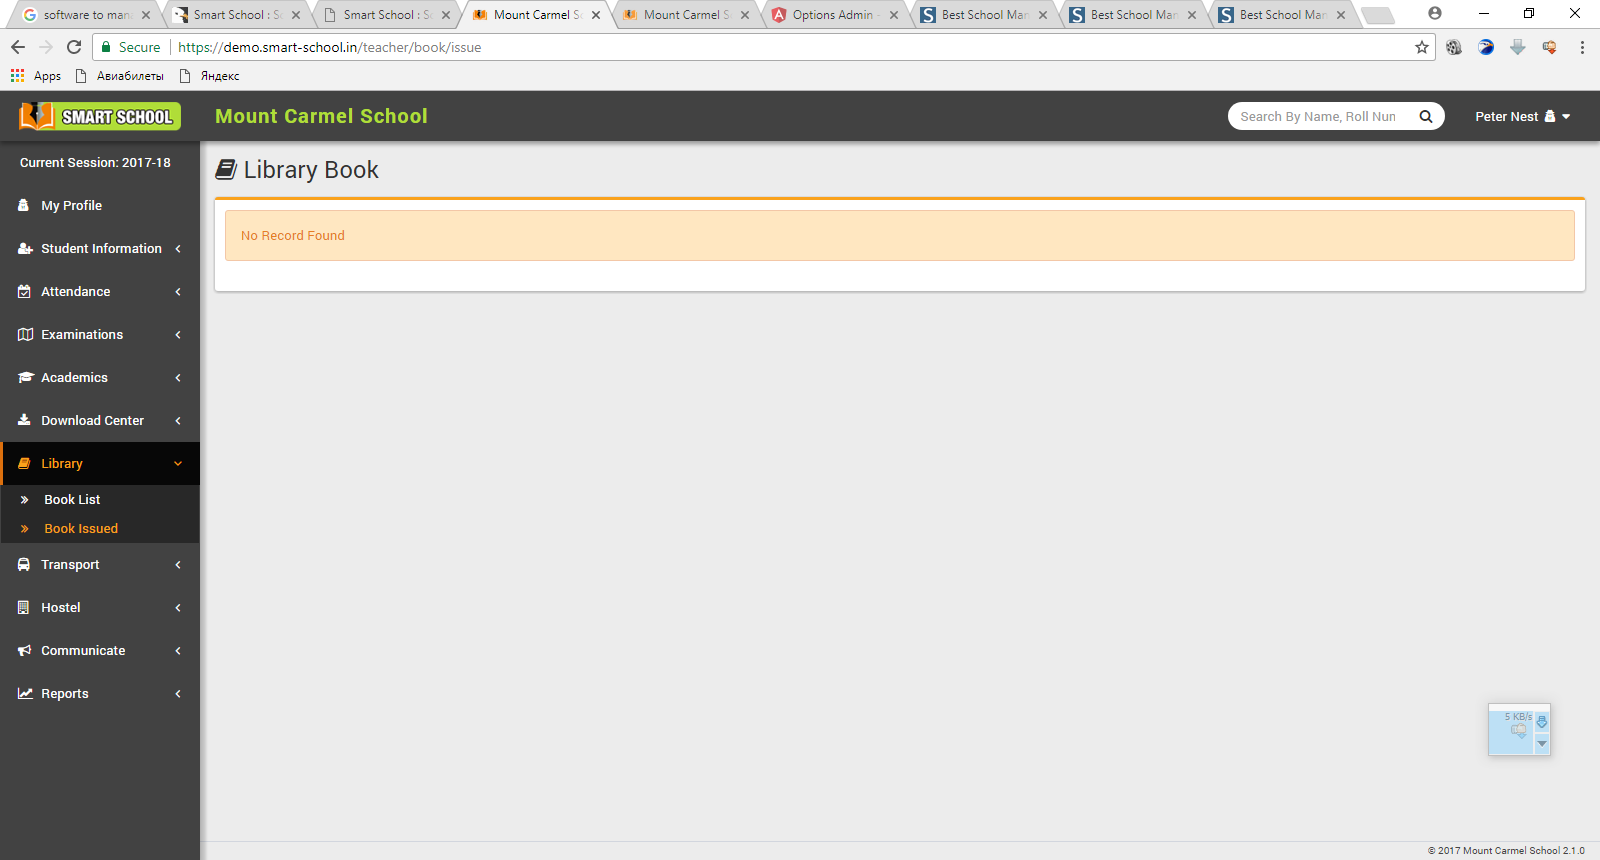 software to man
Smart School : S
Smart School : S
Mount Carmel S
Mount Carmel S
Options Admin -
Best School Man
Best School Man
Best School Man
Secure https://demo.smart-school.in/teacher/book/issue
Apps Авиабилеты Яндекс
SMART SCHOOL
Mount Carmel School
Search By Name, Roll Nur
Peter Nest
Current Session: 2017-18
Library Book
No Record Found
My Profile
Student Information
Attendance
Examinations
Academics
Download Center
Library
Book List
Book Issued
Transport
Hostel
Communicate
Reports
5 KB/s
© 2017 Mount Carmel School 2.1.0